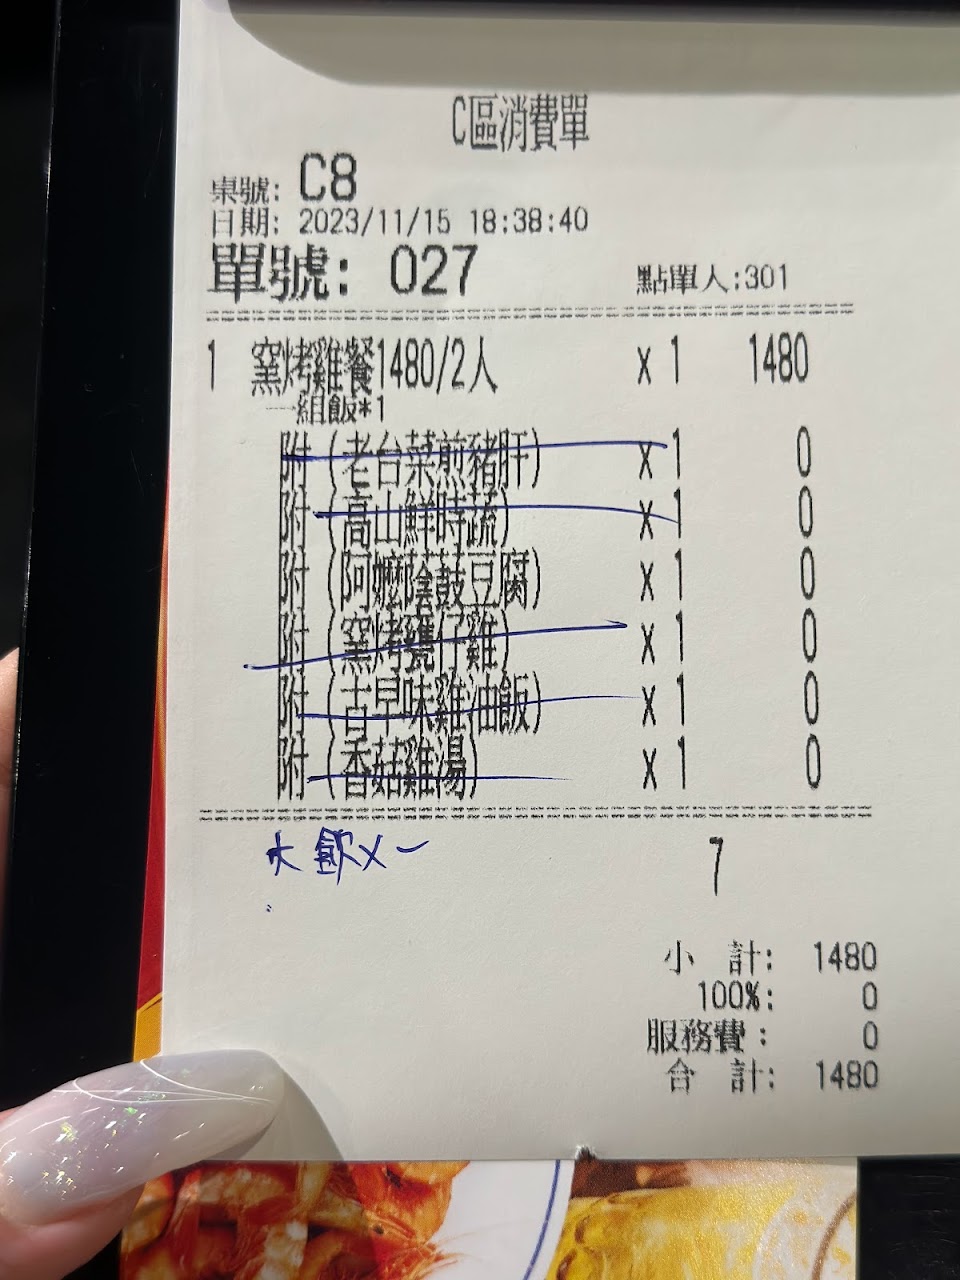 C區消費單
桌號: C8
日期: 2023/11/15 18:38:40
單號: 027 點單人:301
1 窯烤雞餐1480/2人 x 1 1480
一組飯*1
附 (老台菜煎豬肝) x 1 0
附 (高山鮮時蔬) x 1 0
附 (阿嬤蔭鼓豆腐) x 1 0
附 (窯烤甕仔雞) x 1 0
附 (古早味雞油飯) x 1 0
附 (香菇雞湯) x 1 0
7
小 計: 1480
100%: 0
服務費: 0
合 計: 1480